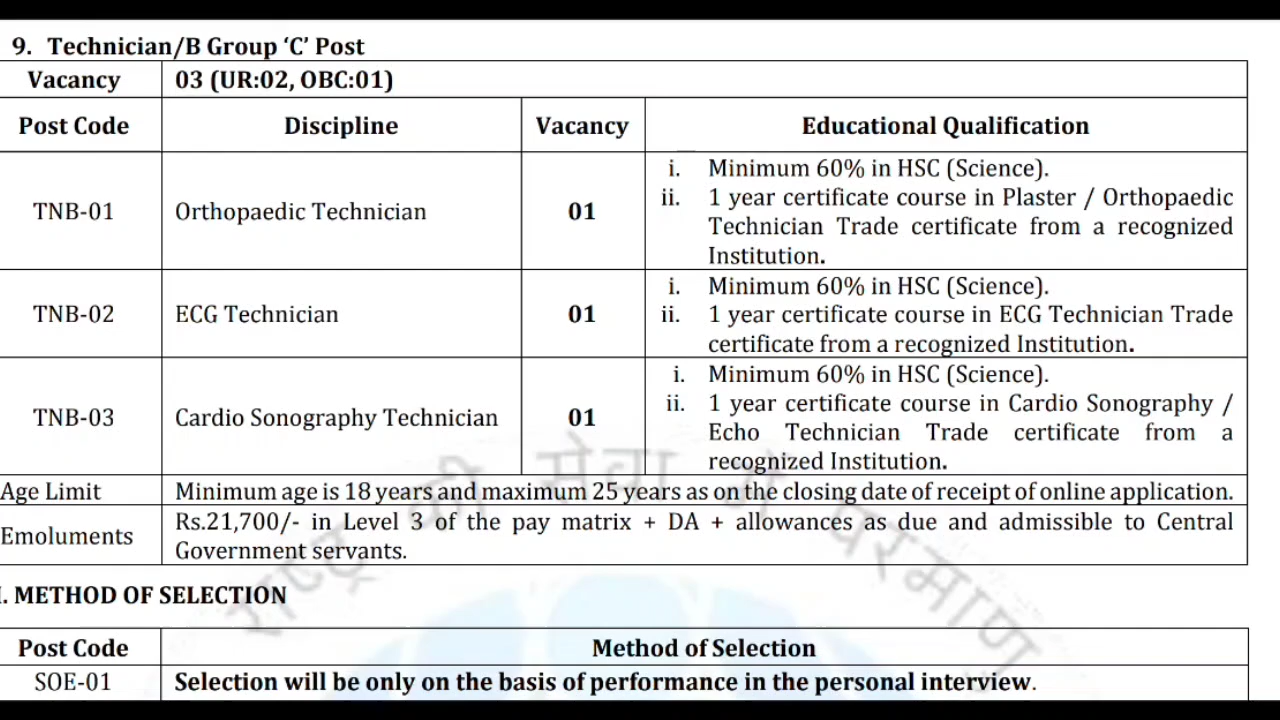 9. Technician/B Group ‘C’ Post
Vacancy 03 (UR:02, OBC:01)
Post Code Discipline Vacancy Educational Qualification
TNB-01 Orthopaedic Technician 01
i. Minimum 60% in HSC (Science).
ii. 1 year certificate course in Plaster / Orthopaedic
Technician Trade certificate from a recognized
Institution.
TNB-02 ECG Technician 01
i. Minimum 60% in HSC (Science).
ii. 1 year certificate course in ECG Technician Trade
certificate from a recognized Institution.
TNB-03 Cardio Sonography Technician 01
i. Minimum 60% in HSC (Science).
ii. 1 year certificate course in Cardio Sonography /
Echo Technician Trade certificate from a
recognized Institution.
Age Limit Minimum age is 18 years and maximum 25 years as on the closing date of receipt of online application.
Emoluments Rs.21,700/- in Level 3 of the pay matrix + DA + allowances as due and admissible to Central
Government servants.
I. METHOD OF SELECTION
Post Code Method of Selection
SOE-01 Selection will be only on the basis of performance in the personal interview.
राष्ट्र की सेवा में परमाणु